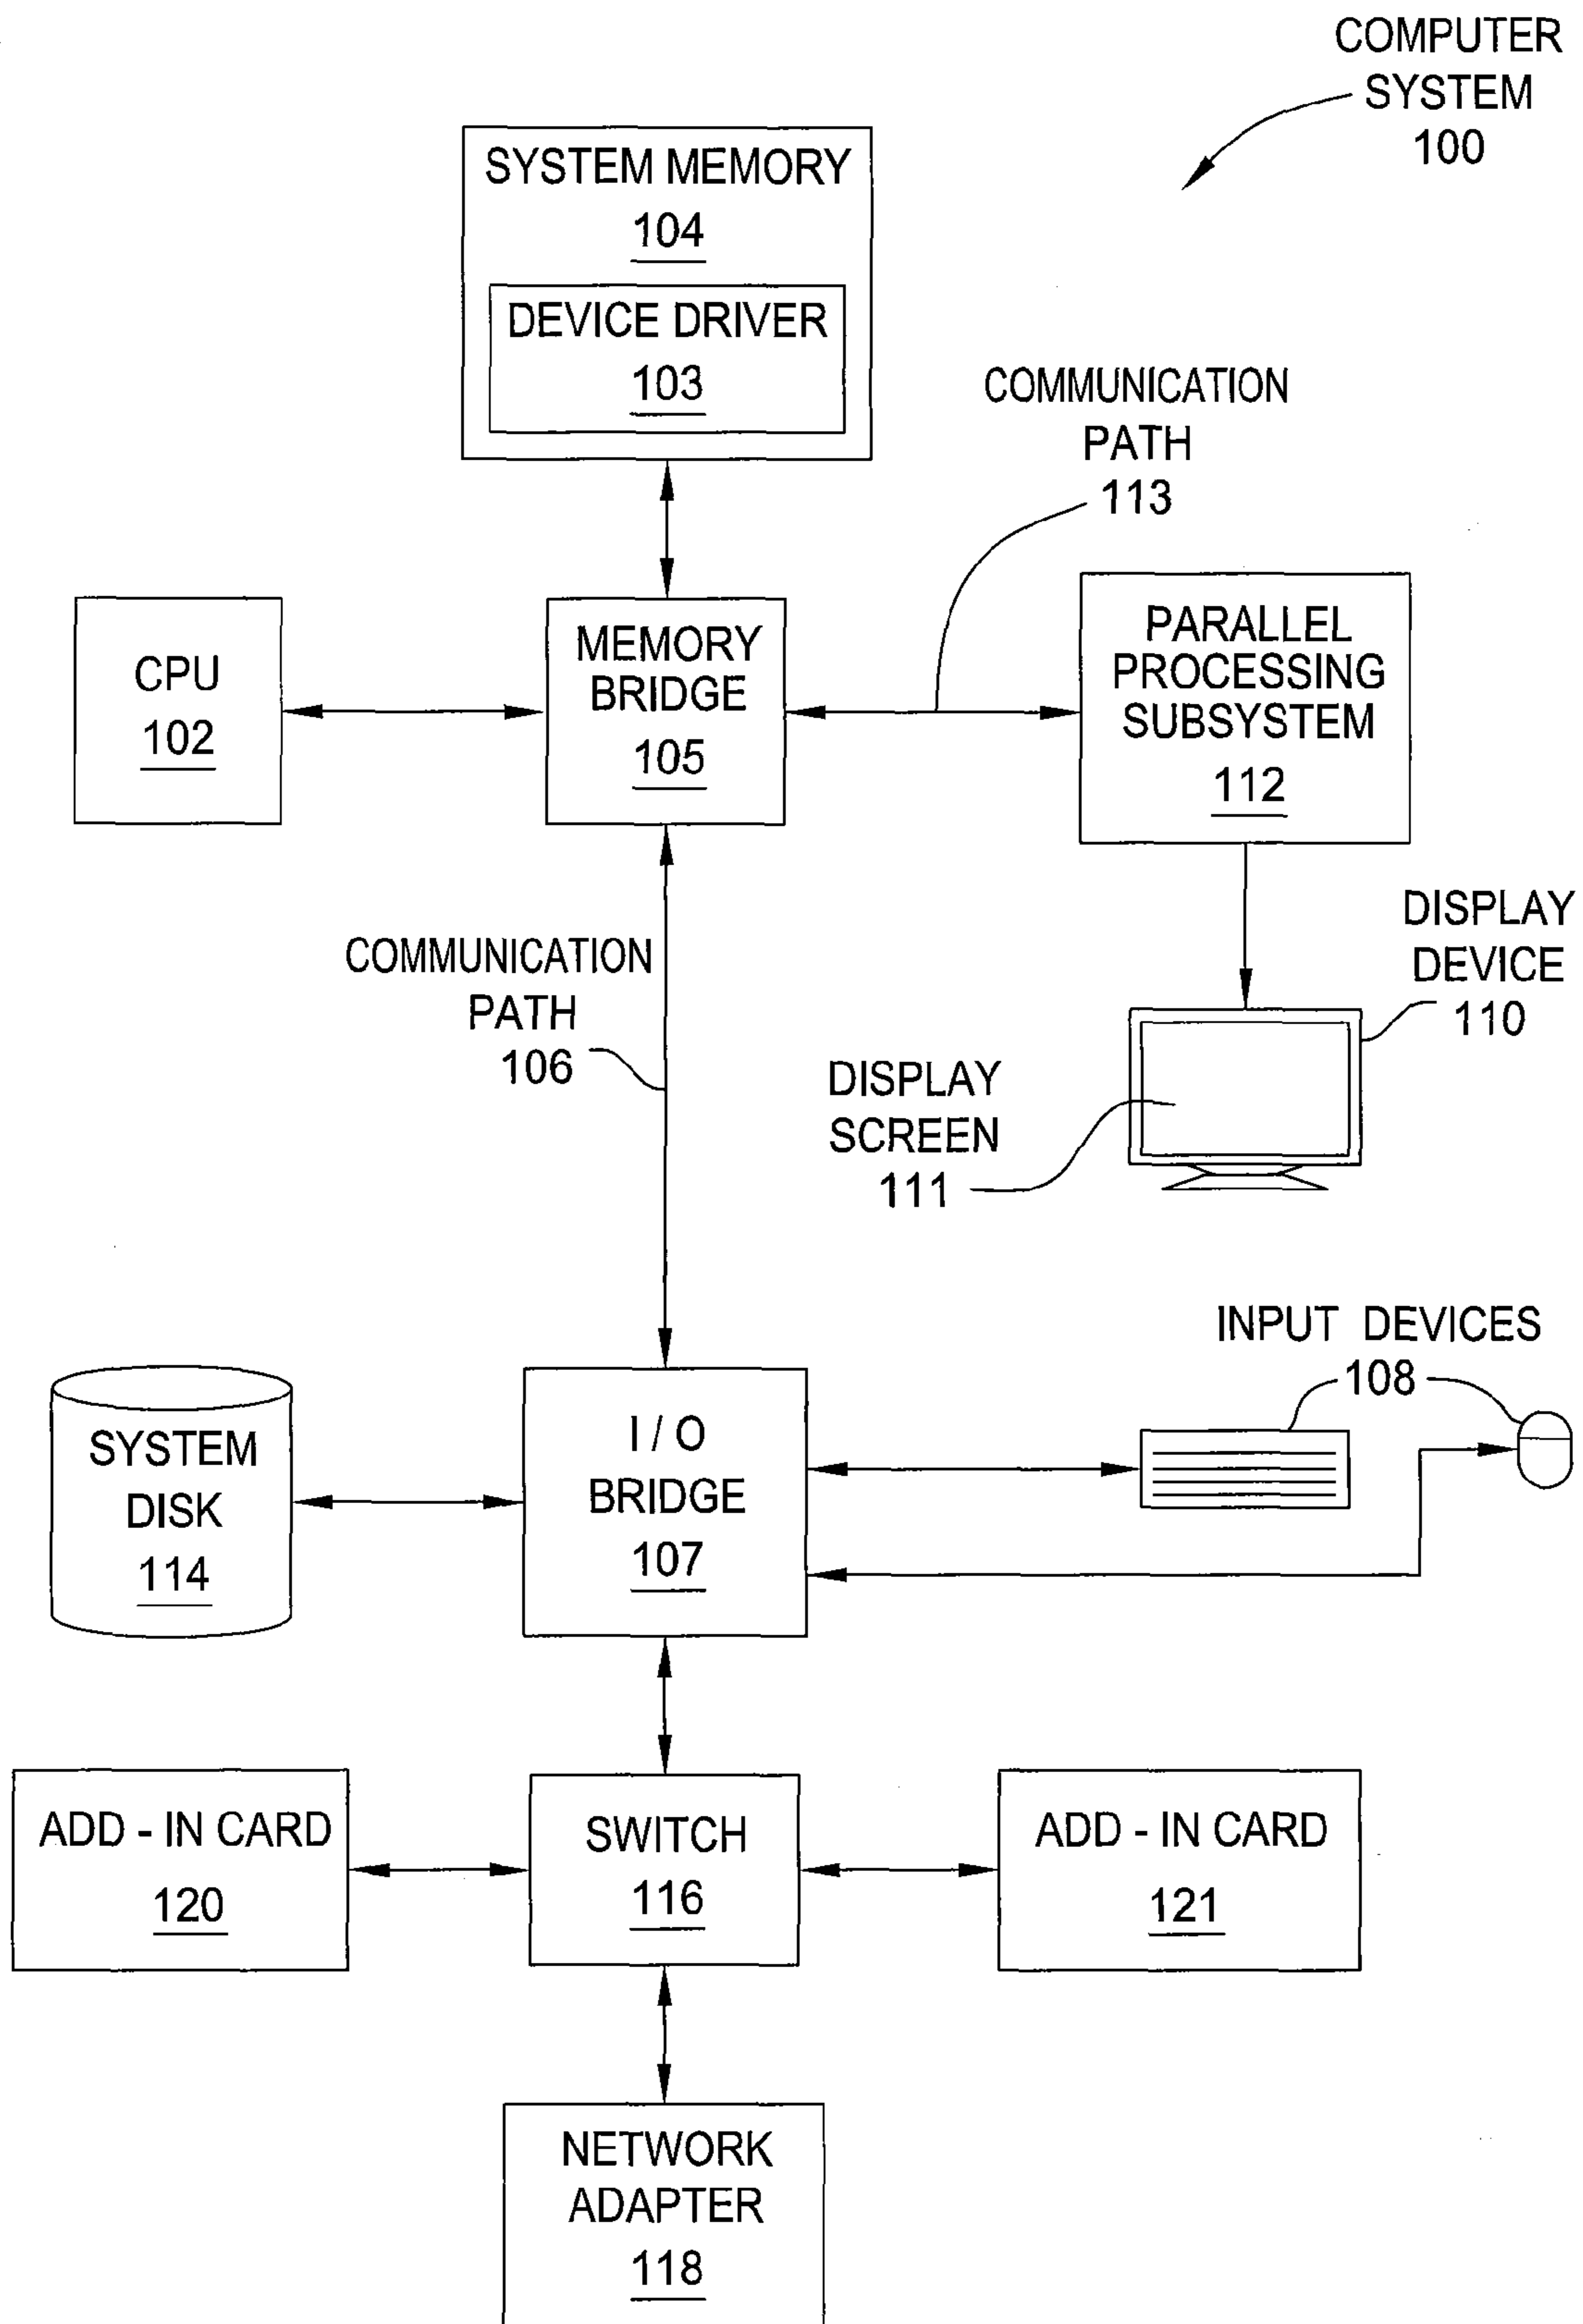 COMPUTER
SYSTEM
100
SYSTEM MEMORY
104
DEVICE DRIVER
103
COMMUNICATION
PATH
113
CPU
102
MEMORY
BRIDGE
105
PARALLEL
PROCESSING
SUBSYSTEM
112
COMMUNICATION
PATH
106
DISPLAY
DEVICE
110
DISPLAY
SCREEN
111
INPUT DEVICES
108
SYSTEM
DISK
114
I / O
BRIDGE
107
ADD - IN CARD
120
SWITCH
116
ADD - IN CARD
121
NETWORK
ADAPTER
118